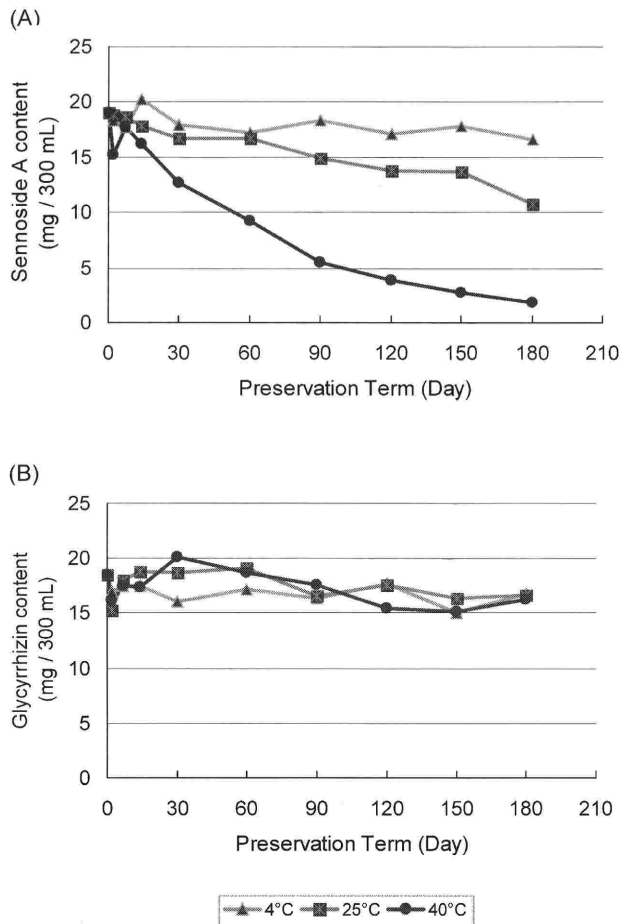 (A)
25
20
15
10
5
0
Sennoside A content
(mg / 300 mL)
0 30 60 90 120 150 180 210
Preservation Term (Day)
(B)
25
20
15
10
5
0
Glycyrrhizin content
(mg / 300 mL)
0 30 60 90 120 150 180 210
Preservation Term (Day)
4°C 25°C 40°C